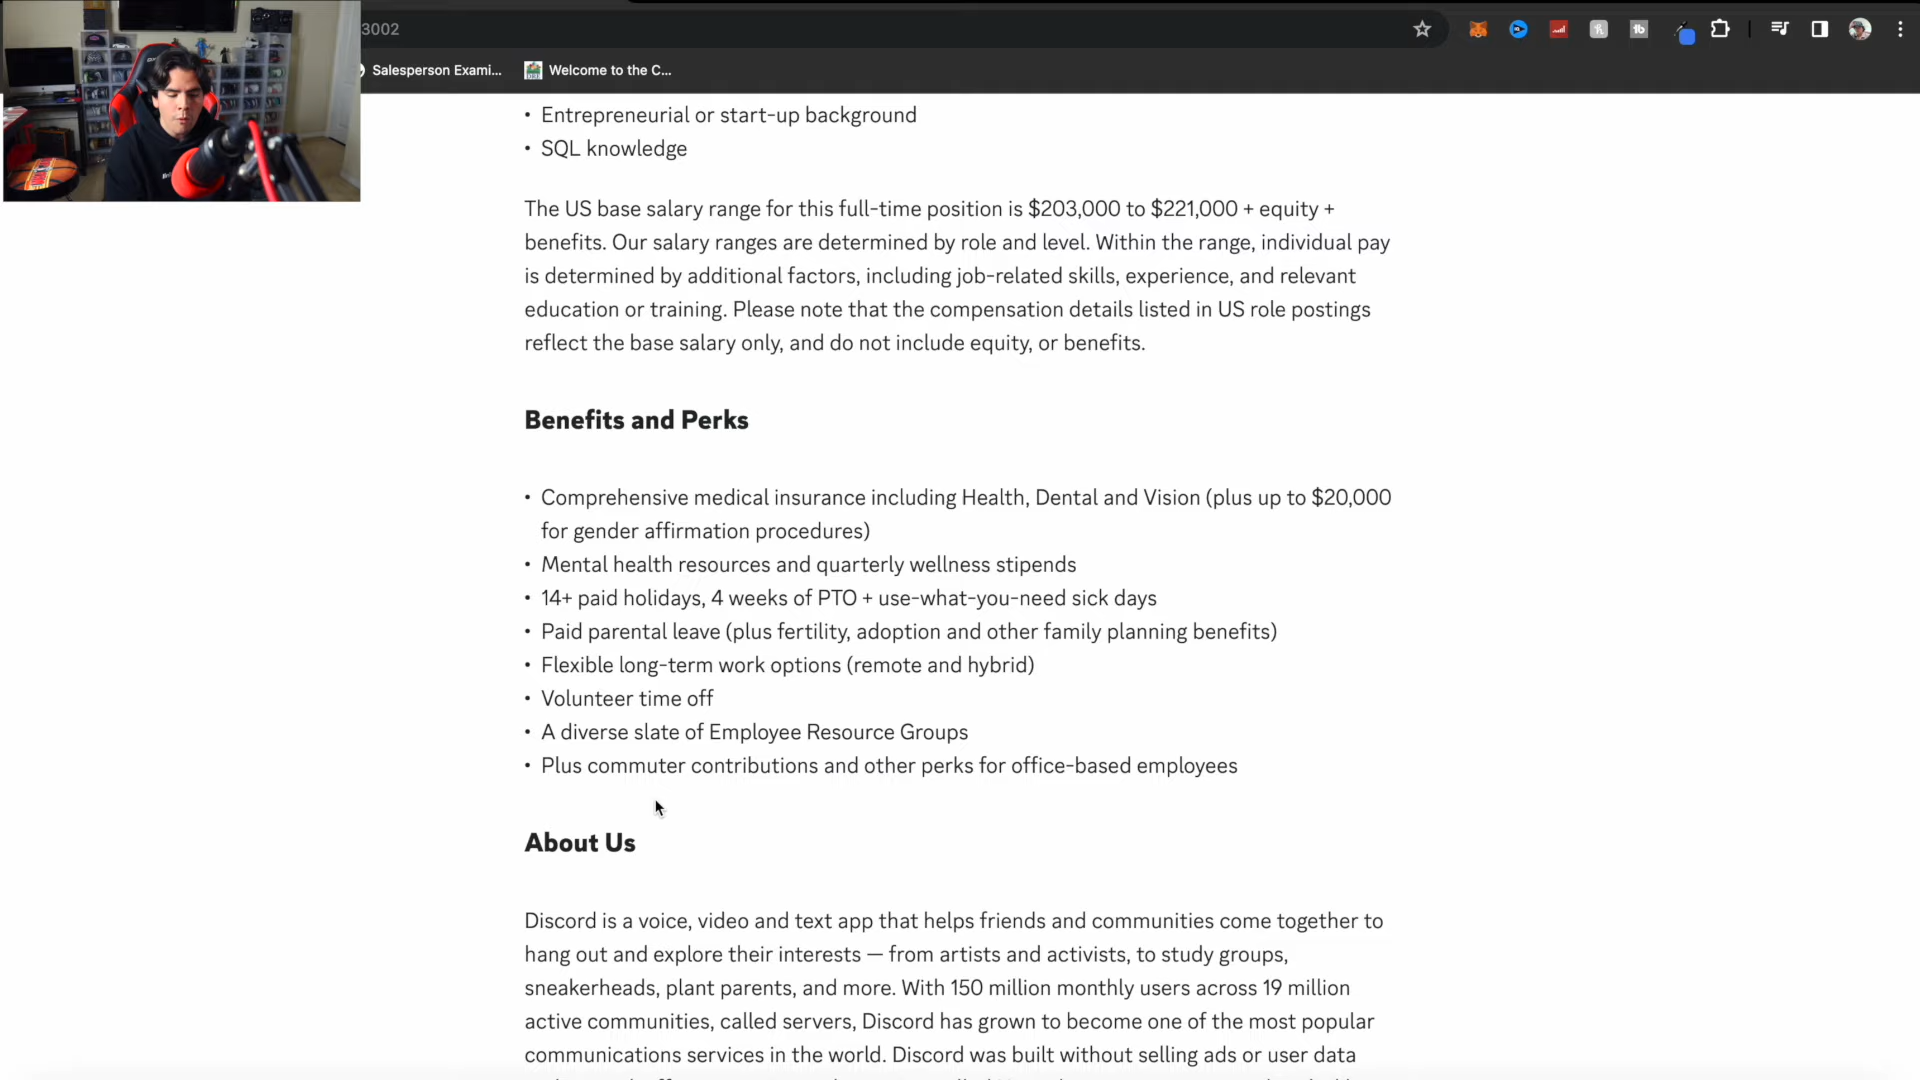 3002
Salesperson Exami... Welcome to the C...
• Entrepreneurial or start-up background
• SQL knowledge
The US base salary range for this full-time position is $203,000 to $221,000 + equity +
benefits. Our salary ranges are determined by role and level. Within the range, individual pay
is determined by additional factors, including job-related skills, experience, and relevant
education or training. Please note that the compensation details listed in US role postings
reflect the base salary only, and do not include equity, or benefits.
Benefits and Perks
• Comprehensive medical insurance including Health, Dental and Vision (plus up to $20,000
for gender affirmation procedures)
• Mental health resources and quarterly wellness stipends
• 14+ paid holidays, 4 weeks of PTO + use-what-you-need sick days
• Paid parental leave (plus fertility, adoption and other family planning benefits)
• Flexible long-term work options (remote and hybrid)
• Volunteer time off
• A diverse slate of Employee Resource Groups
• Plus commuter contributions and other perks for office-based employees
About Us
Discord is a voice, video and text app that helps friends and communities come together to
hang out and explore their interests — from artists and activists, to study groups,
sneakerheads, plant parents, and more. With 150 million monthly users across 19 million
active communities, called servers, Discord has grown to become one of the most popular
communications services in the world. Discord was built without selling ads or user data